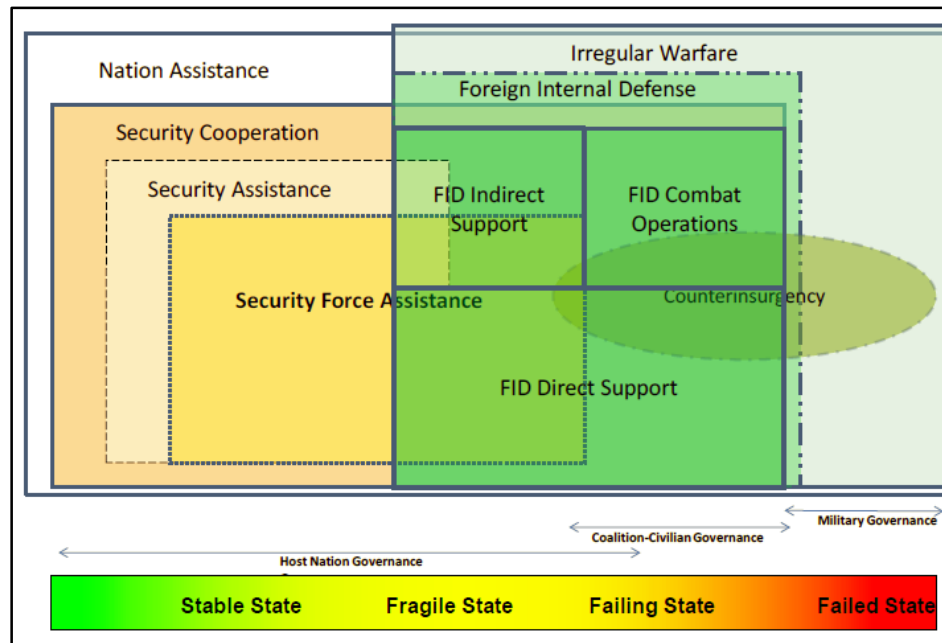 Irregular Warfare
Nation Assistance
Foreign Internal Defense
Security Cooperation
Security Assistance
FID Indirect
Support
FID Combat
Operations
Security Force Assistance
Counterinsurgency
FID Direct Support
Military Governance
Coalition-Civilian Governance
Host Nation Governance
Stable State
Fragile State
Failing State
Failed State